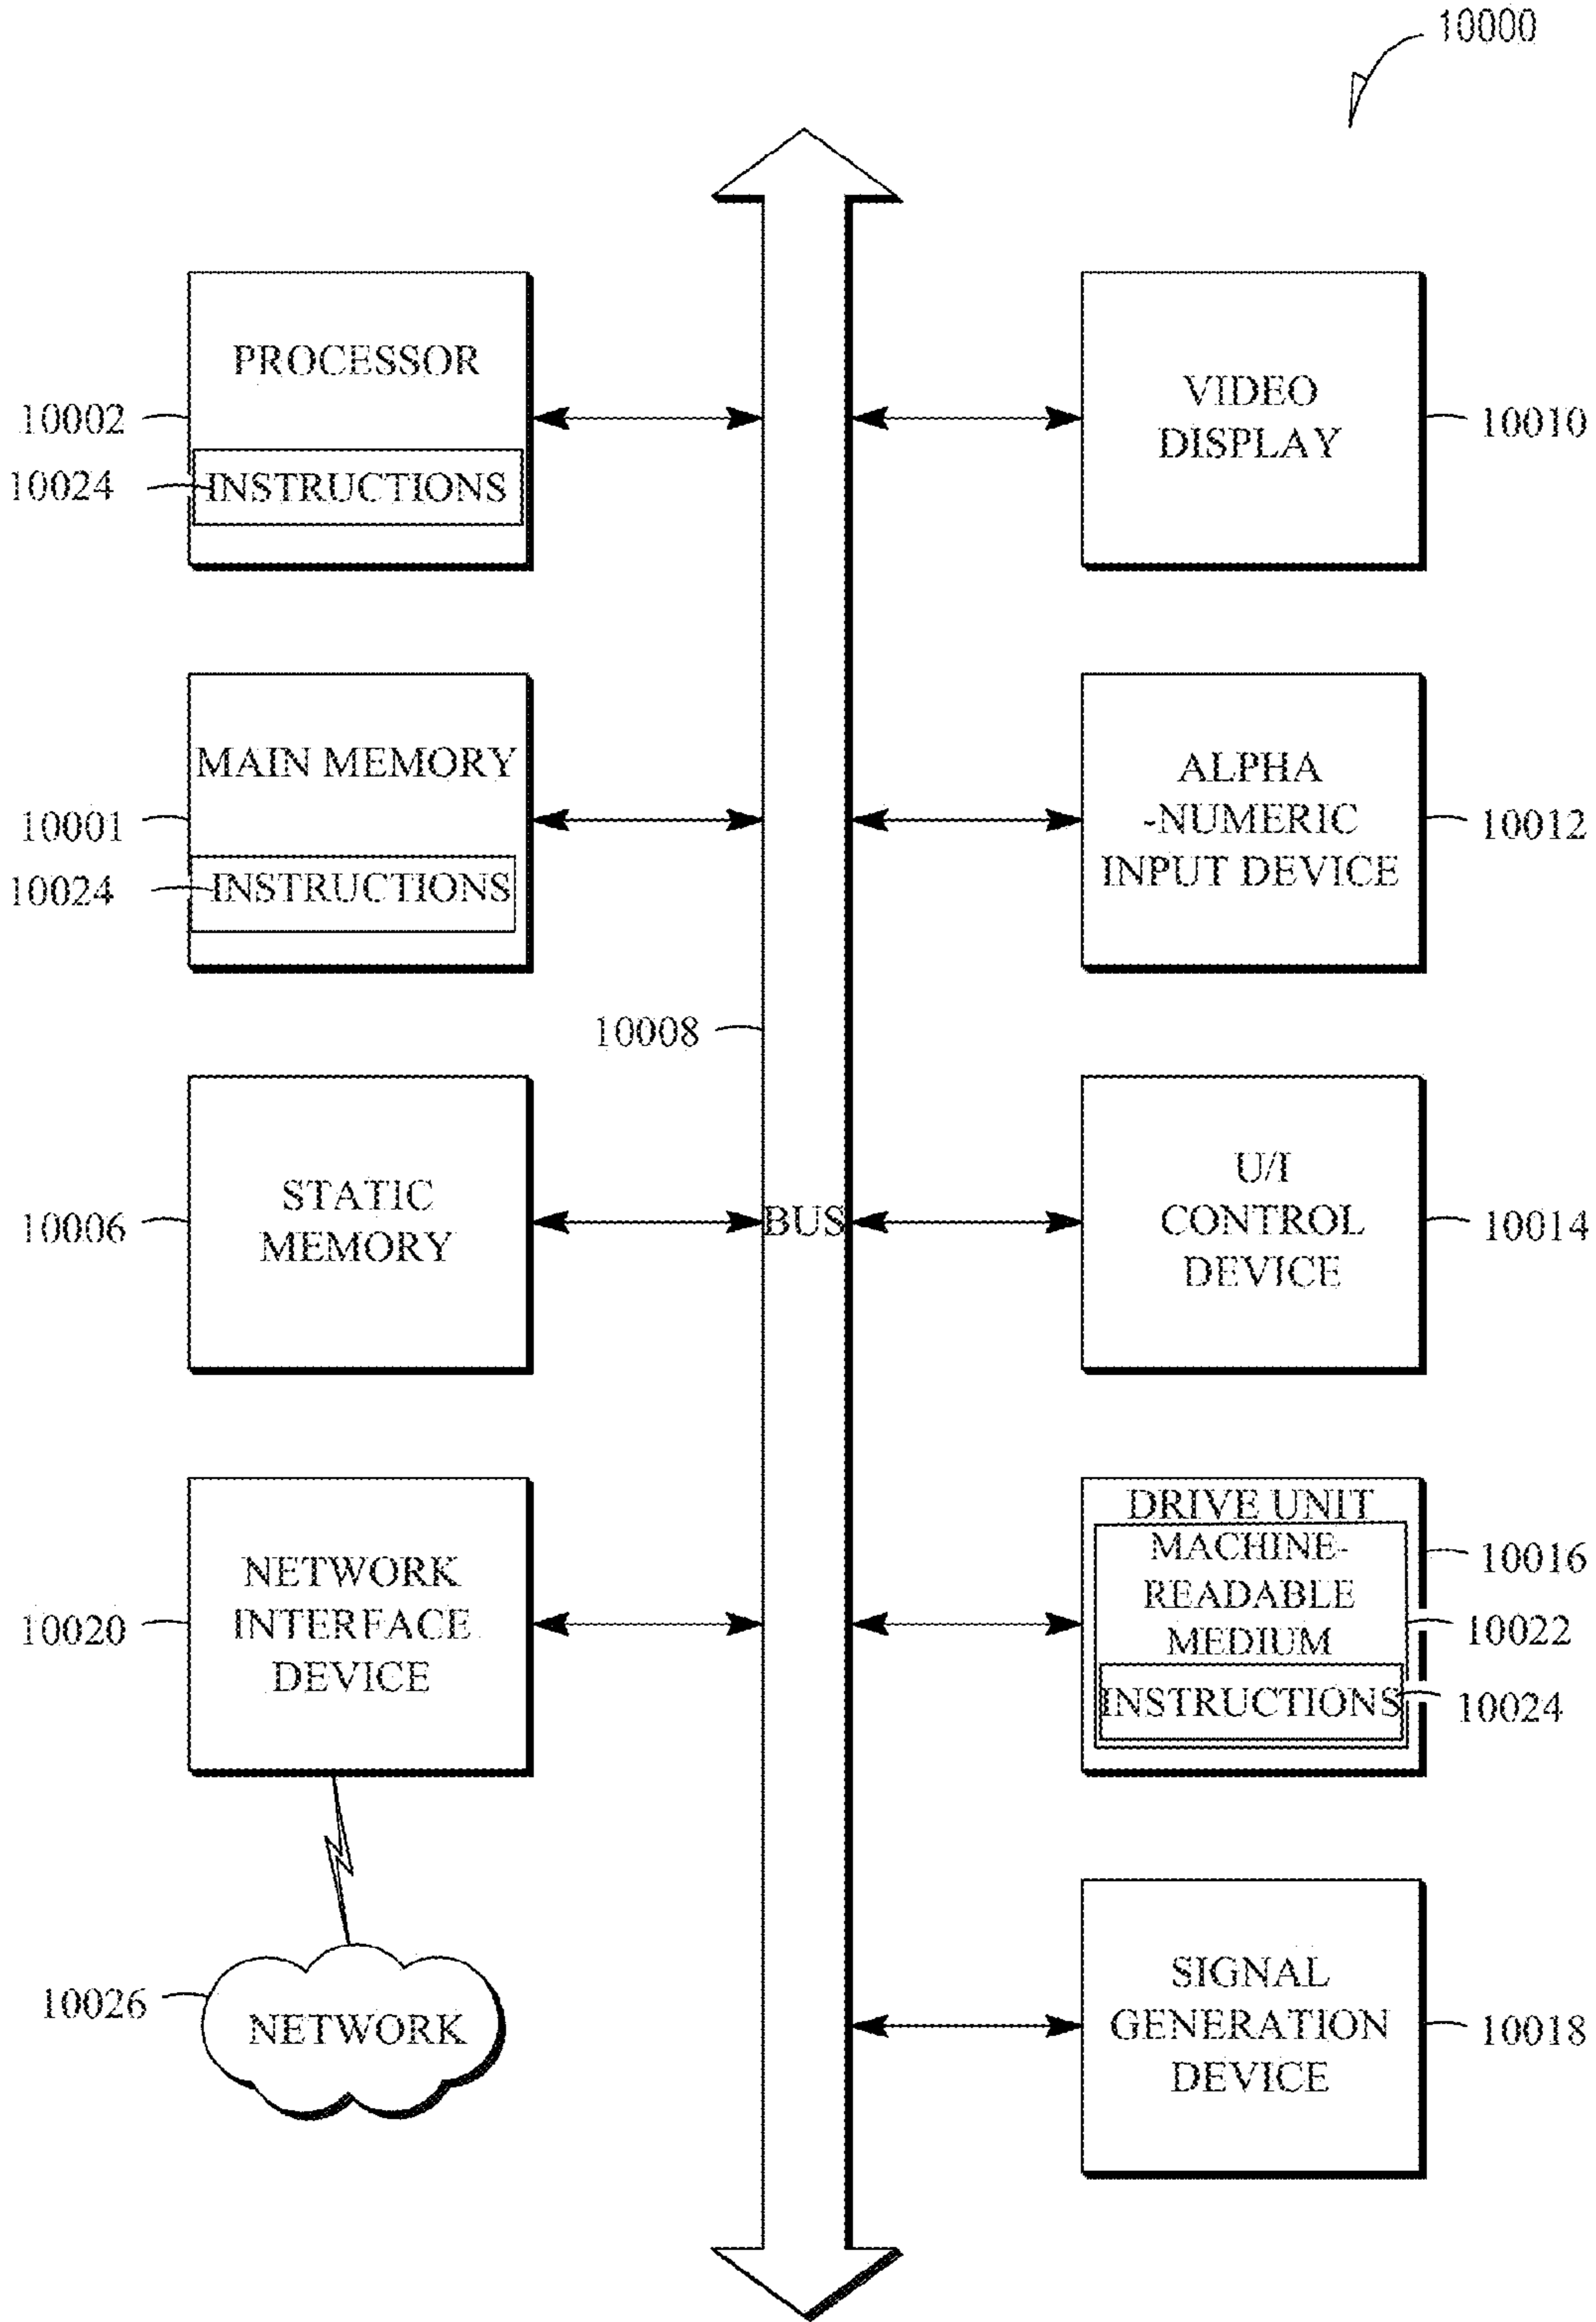 10000
PROCESSOR
10002
10024
INSTRUCTIONS
VIDEO
DISPLAY
10010
MAIN MEMORY
10001
10024
INSTRUCTIONS
ALPHA
-NUMERIC
INPUT DEVICE
10012
10008
STATIC
MEMORY
10006
BUS
U/I
CONTROL
DEVICE
10014
NETWORK
INTERFACE
DEVICE
10020
DRIVE UNIT
MACHINE-
READABLE
MEDIUM
INSTRUCTIONS
10016
10022
10024
10026
NETWORK
SIGNAL
GENERATION
DEVICE
10018